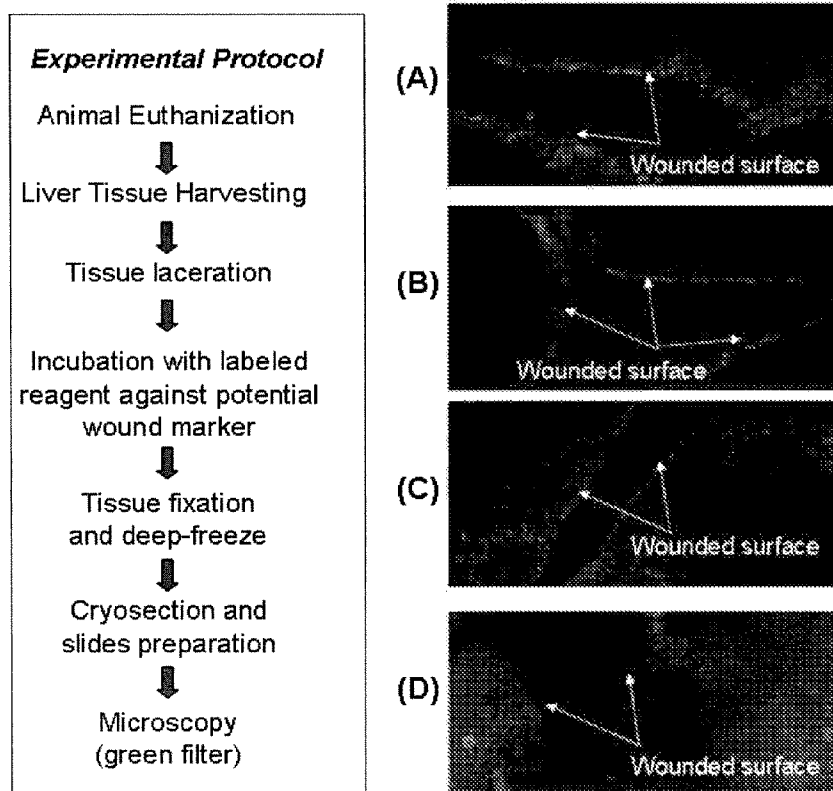 Experimental Protocol
Animal Euthanization
Liver Tissue Harvesting
Tissue laceration
Incubation with labeled
reagent against potential
wound marker
Tissue fixation
and deep-freeze
Cryosection and
slides preparation
Microscopy
(green filter)
(A)
Wounded surface
(B)
Wounded surface
(C)
Wounded surface
(D)
Wounded surface